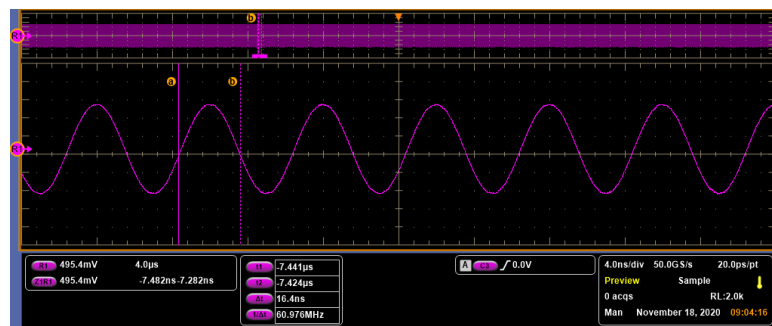 b
R1
a
b
R1
R1 495.4mV 4.0µs
Z1R1 495.4mV -7.482ns-7.282ns
t1 -7.441µs
t2 -7.424µs
Δt 16.4ns
1/Δt 60.976MHz
A C3 0.0V
4.0ns/div 50.0GS/s 20.0ps/pt
Preview Sample
0 acqs RL:2.0k
Man November 18, 2020 09:04:16